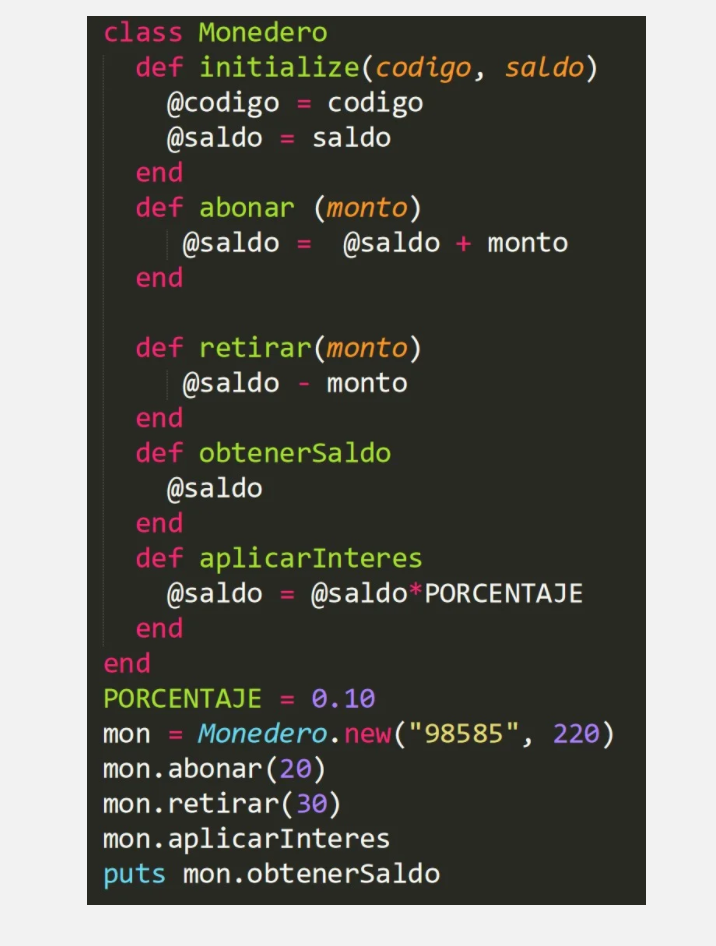 class Monedero
  def initialize(codigo, saldo)
    @codigo = codigo
    @saldo = saldo
  end
  def abonar (monto)
     @saldo =  @saldo + monto
  end
  def retirar(monto)
     @saldo - monto
  end
  def obtenerSaldo
    @saldo
  end
  def aplicarInteres
    @saldo = @saldo*PORCENTAJE
  end
end
PORCENTAJE = 0.10
mon = Monedero.new("98585", 220)
mon.abonar(20)
mon.retirar(30)
mon.aplicarInteres
puts mon.obtenerSaldo